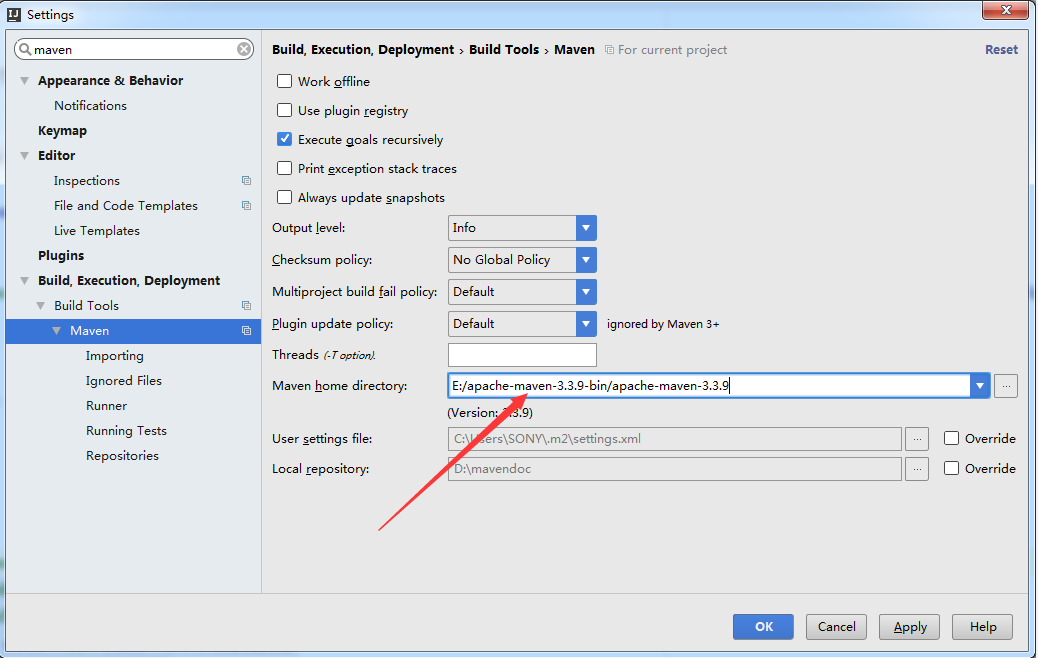 Settings
maven
Appearance & Behavior
Notifications
Keymap
Editor
Inspections
File and Code Templates
Live Templates
Plugins
Build, Execution, Deployment
Build Tools
Maven
Importing
Ignored Files
Runner
Running Tests
Repositories
Build, Execution, Deployment › Build Tools › Maven For current project Reset
Work offline
Use plugin registry
Execute goals recursively
Print exception stack traces
Always update snapshots
Output level: Info
Checksum policy: No Global Policy
Multiproject build fail policy: Default
Plugin update policy: Default ignored by Maven 3+
Threads (-T option).
Maven home directory: E:/apache-maven-3.3.9-bin/apache-maven-3.3.9 ...
(Version: 3.3.9)
User settings file: C:\Users\SONY\.m2\settings.xml ... Override
Local repository: D:\mavendoc ... Override
OK Cancel Apply Help